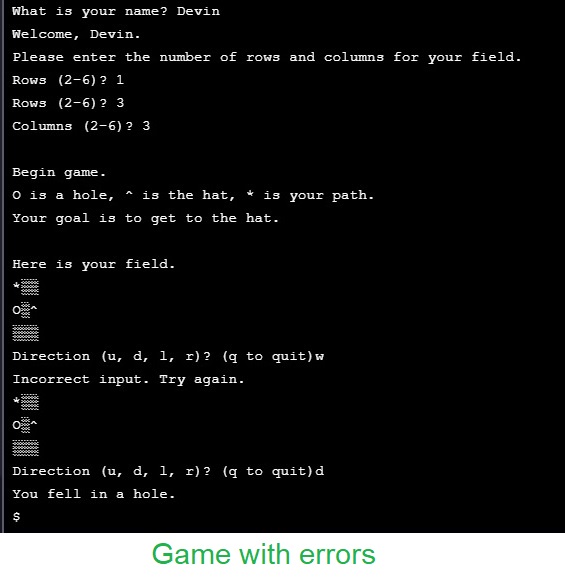 What is your name? Devin
Welcome, Devin.
Please enter the number of rows and columns for your field.
Rows (2-6)? 1
Rows (2-6)? 3
Columns (2-6)? 3
Begin game.
O is a hole, ^ is the hat, * is your path.
Your goal is to get to the hat.
Here is your field.
*░░
O░^
░░░
Direction (u, d, l, r)? (q to quit)w
Incorrect input. Try again.
*░░
O░^
░░░
Direction (u, d, l, r)? (q to quit)d
You fell in a hole.
$
Game with errors